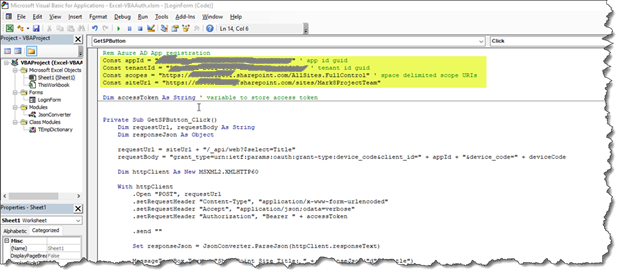 Microsoft Visual Basic for Applications - Excel-VBAAuth.xlsm - [LoginForm (Code)]
File Edit View Insert Format Debug Run Tools Add-Ins Window Help
Ln 14, Col 6
Project - VBAProject
GetSPButton
Click
VBAProject (Excel-VBAAuth.xlsm)
Microsoft Excel Objects
Sheet1 (Sheet1)
ThisWorkbook
Forms
LoginForm
Modules
JsonConverter
Class Modules
TEmpDictionary
Properties - Sheet1
Sheet1 Worksheet
Alphabetic Categorized
Misc
(Name) Sheet1
DisplayPageBreak
False
Rem Azure AD App registration
Const appId = " " ' app id guid
Const tenantId = " ' tenant id guid
Const scopes = "https:// .sharepoint.com/AllSites.FullControl" ' space delimited scope URIs
Const siteUrl = "https:// .sharepoint.com/sites/Mark8ProjectTeam"
Dim accessToken As String ' variable to store access token
Private Sub GetSPButton_Click()
Dim requestUrl, requestBody As String
Dim responseJson As Object
requestUrl = siteUrl + "/_api/web?$select=Title"
requestBody = "grant_type=urn:ietf:params:oauth:grant-type:device_code&client_id=" + appId + "&device_code=" + deviceCode
Dim httpClient As New MSXML2.XMLHTTP60
With httpClient
.Open "POST", requestUrl
.setRequestHeader "Content-Type", "application/x-www-form-urlencoded"
.setRequestHeader "Accept", "application/json;odata=verbose"
.setRequestHeader "Authorization", "Bearer " + accessToken
.send ""
Set responseJson = JsonConverter.ParseJson(httpClient.responseText)